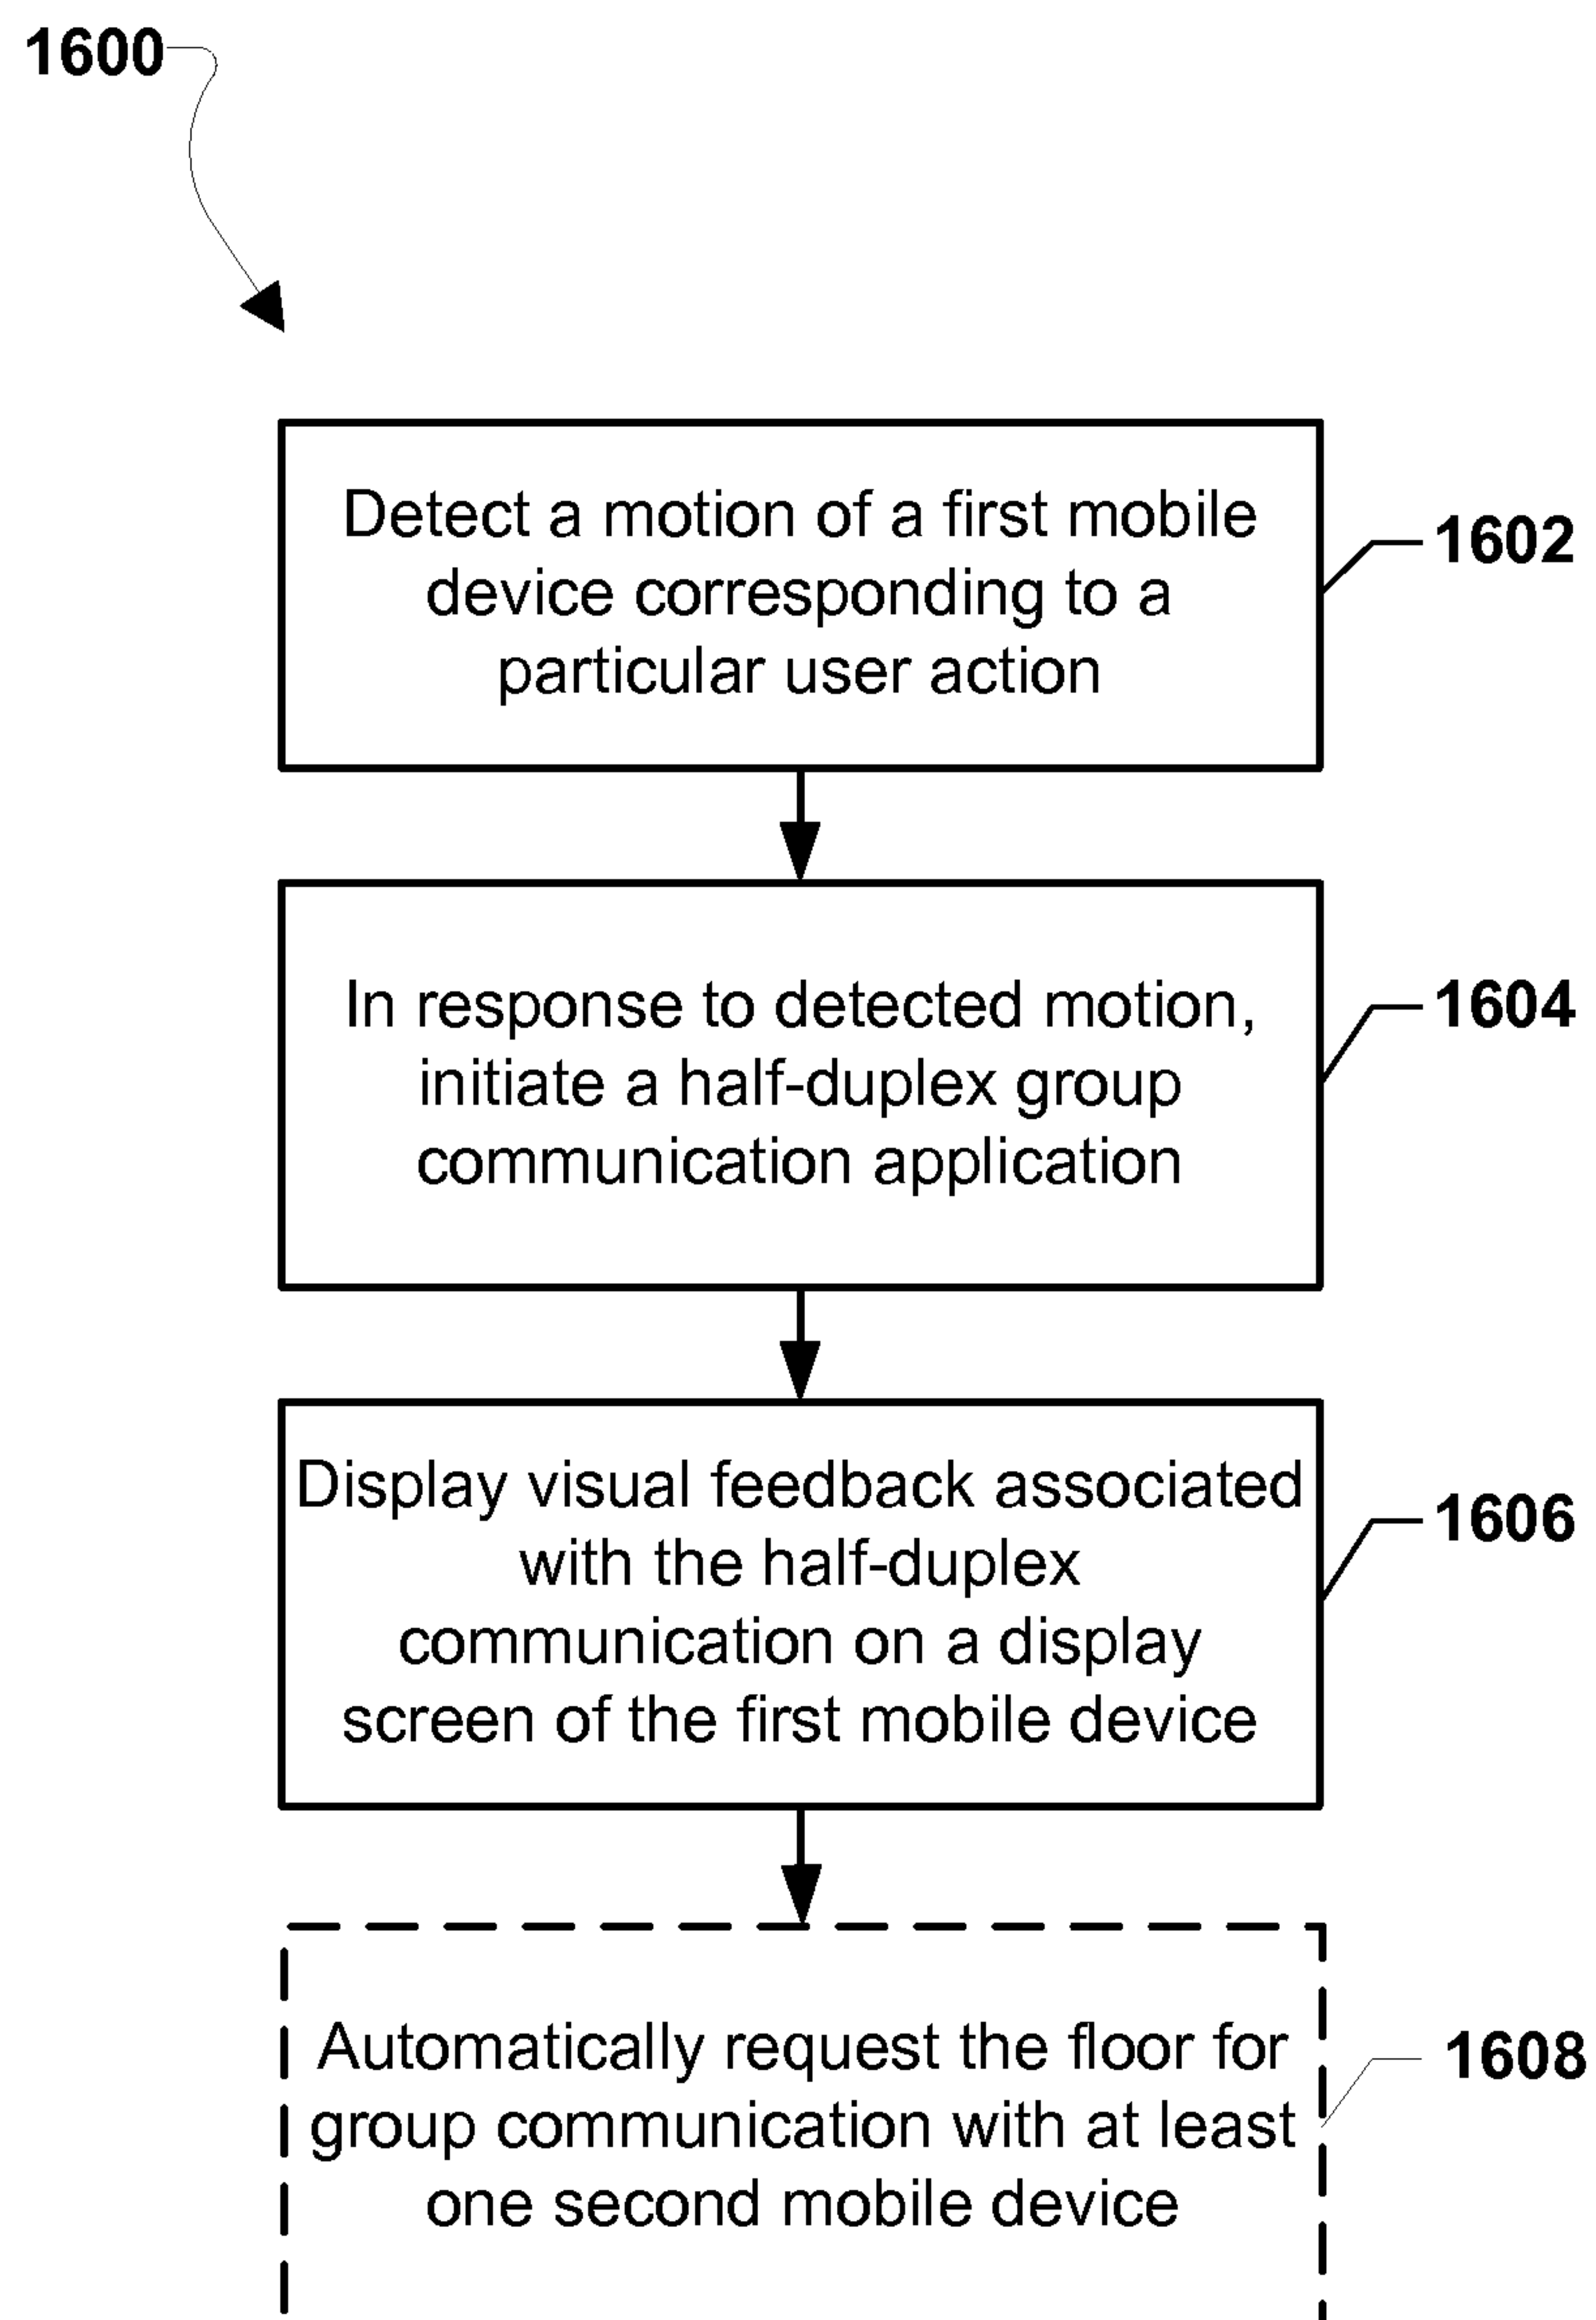 1600
Detect a motion of a first mobile
device corresponding to a
particular user action
1602
In response to detected motion,
initiate a half-duplex group
communication application
1604
Display visual feedback associated
with the half-duplex
communication on a display
screen of the first mobile device
1606
Automatically request the floor for
group communication with at least
one second mobile device
1608